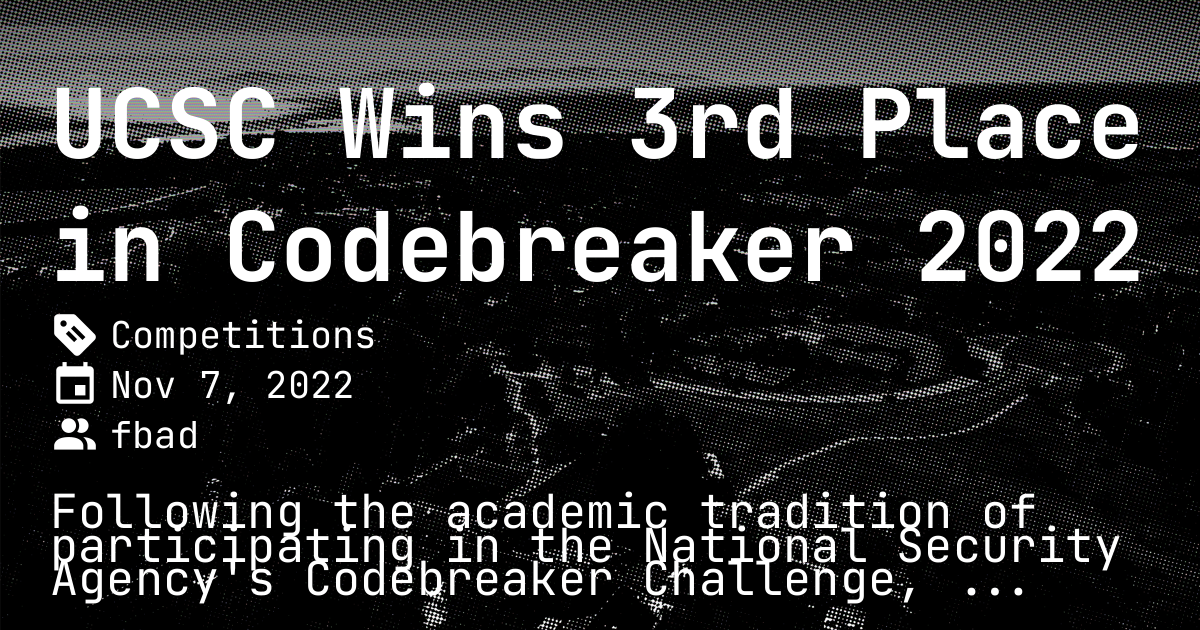 UCSC Wins 3rd Place
in Codebreaker 2022
Competitions
Nov 7, 2022
fbad
Following the academic tradition of
participating in the National Security
Agency's Codebreaker Challenge, ...